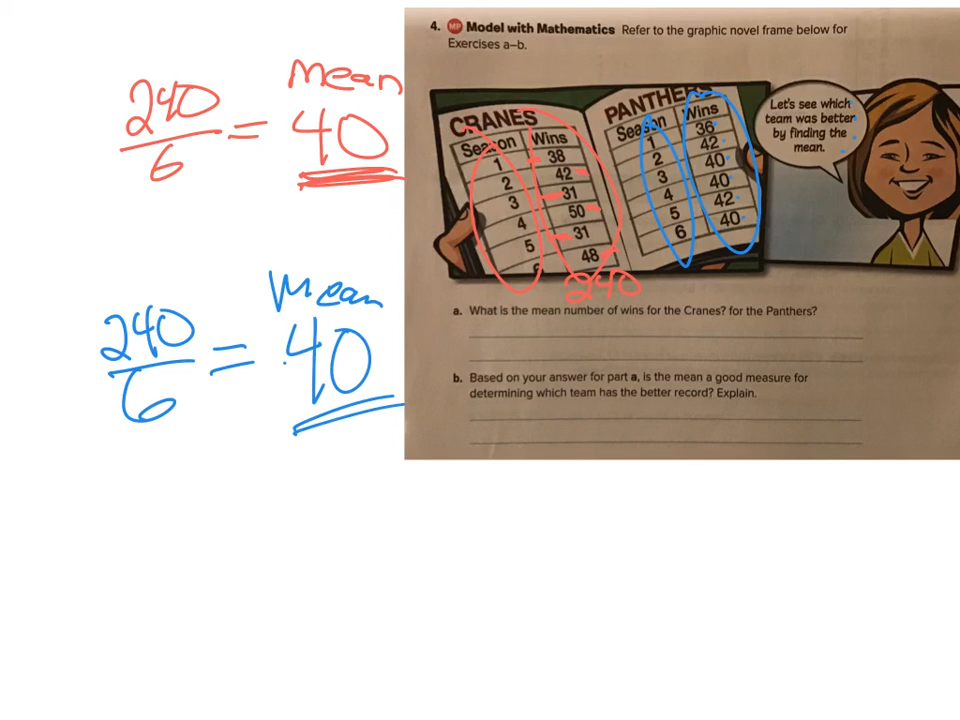 240
6
=
mean
40
240
6
=
Mean
40
4. MP Model with Mathematics Refer to the graphic novel frame below for
Exercises a–b.
CRANES
Season Wins
1 38
2 42
3 31
4 50
5 31
48
240
PANTHERS
Season Wins
1 36
2 42
3 40
4 40
5 42
6 40
Let's see which
team was better
by finding the
mean.
a. What is the mean number of wins for the Cranes? for the Panthers?
b. Based on your answer for part a, is the mean a good measure for
determining which team has the better record? Explain.